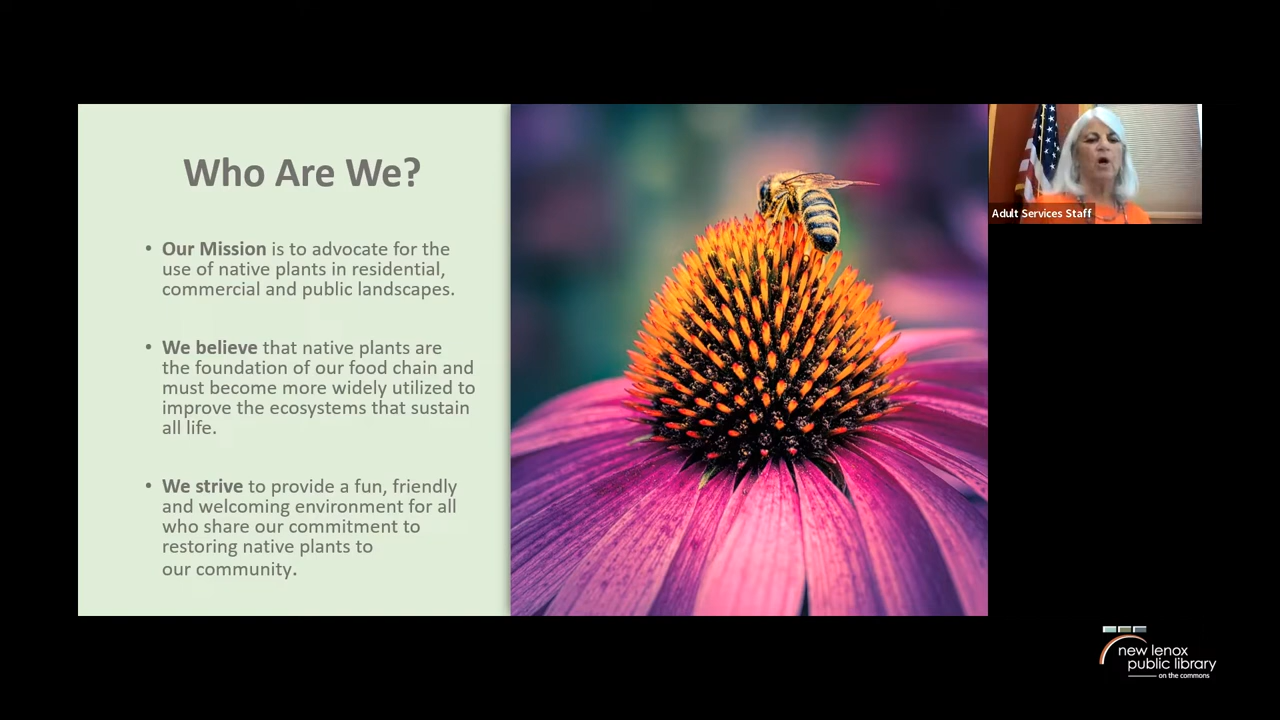 Who Are We?
• Our Mission is to advocate for the
use of native plants in residential,
commercial and public landscapes.
• We believe that native plants are
the foundation of our food chain and
must become more widely utilized to
improve the ecosystems that sustain
all life.
• We strive to provide a fun, friendly
and welcoming environment for all
who share our commitment to
restoring native plants to
our community.
Adult Services Staff
new lenox
public library
on the commons